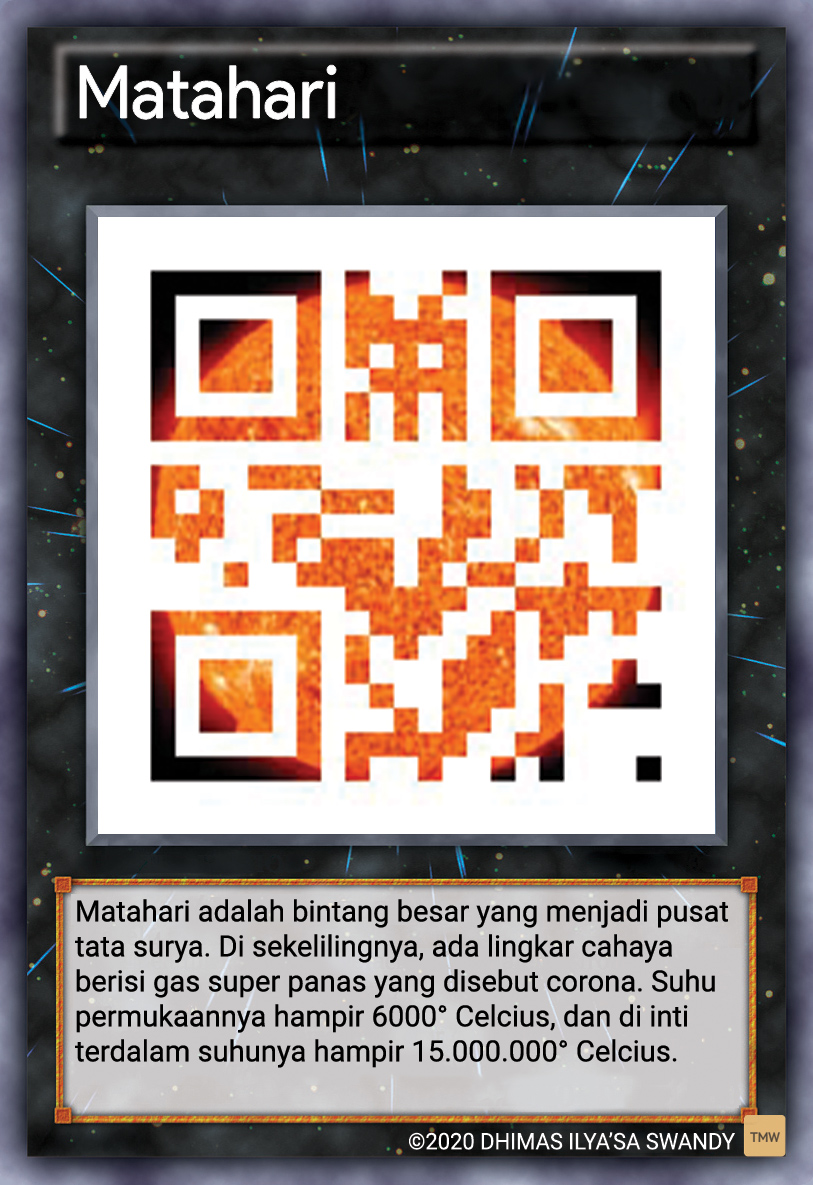 Matahari
Matahari adalah bintang besar yang menjadi pusat
tata surya. Di sekelilingnya, ada lingkar cahaya
berisi gas super panas yang disebut corona. Suhu
permukaannya hampir 6000° Celcius, dan di inti
terdalam suhunya hampir 15.000.000° Celcius.
©2020 DHIMAS ILYA'SA SWANDY
TMW